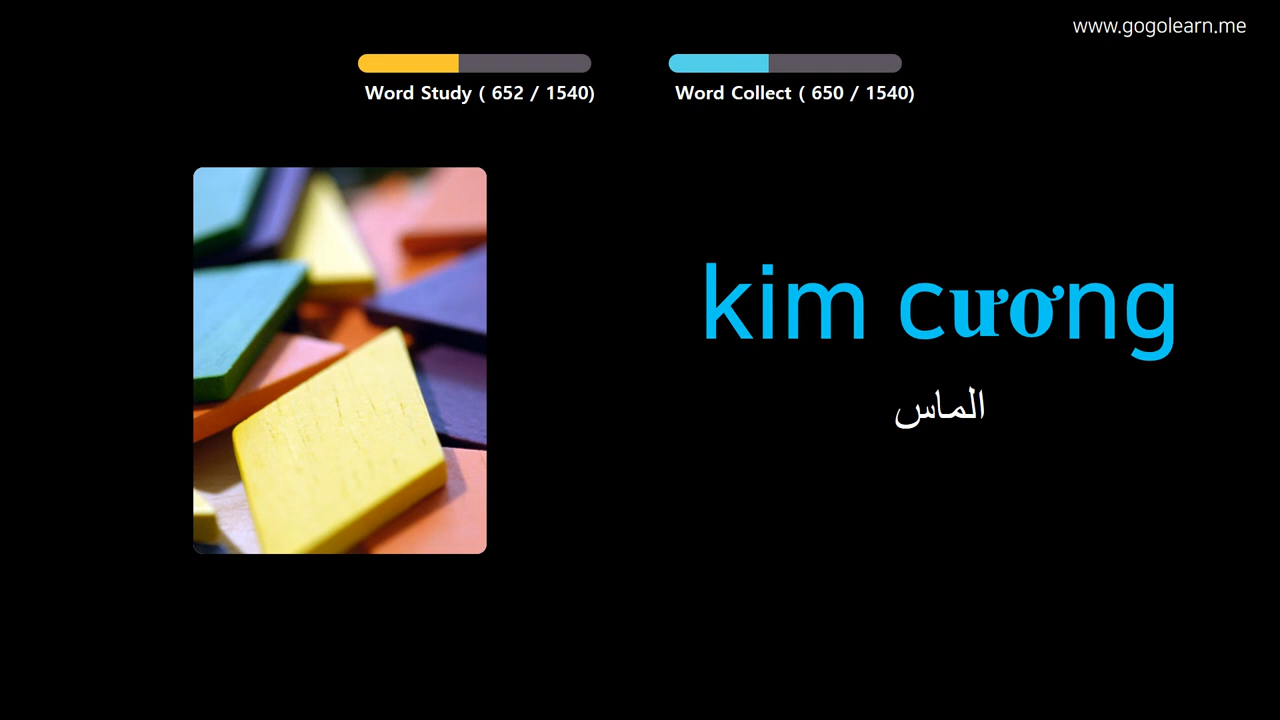 www.gogolearn.me
Word Study ( 652 / 1540)
Word Collect ( 650 / 1540)
kim cương
الماس